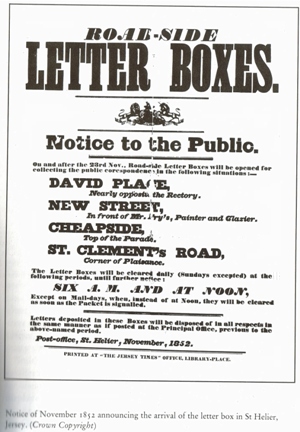 ROAD-SIDE
LETTER BOXES.
Notice to the Public.
On and after the 23rd Nov., Road-side Letter Boxes will be opened for
collecting the public correspondence in the following situations:—
DAVID PLACE,
Nearly opposite the Rectory.
NEW STREET,
In front of Mr. Fry's, Painter and Glazier.
CHEAPSIDE,
Top of the Parade.
ST. CLEMENT'S ROAD,
Corner of Plaisance.
The Letter Boxes will be cleared daily (Sundays excepted) at the
following periods, until further notice:
SIX A. M. AND AT NOON,
Except on Mail-days, when, instead of at Noon, they will be cleared
as soon as the Packet is signalled.
Letters deposited in these Boxes will be disposed of in all respects in
the same manner as if posted at the Principal Office, previous to the
above-named period.
Post-office, St. Helier, November, 1852.
PRINTED AT "THE JERSEY TIMES" OFFICE, LIBRARY-PLACE.
Notice of November 1852 announcing the arrival of the letter box in St Helier,
Jersey. (Crown Copyright)